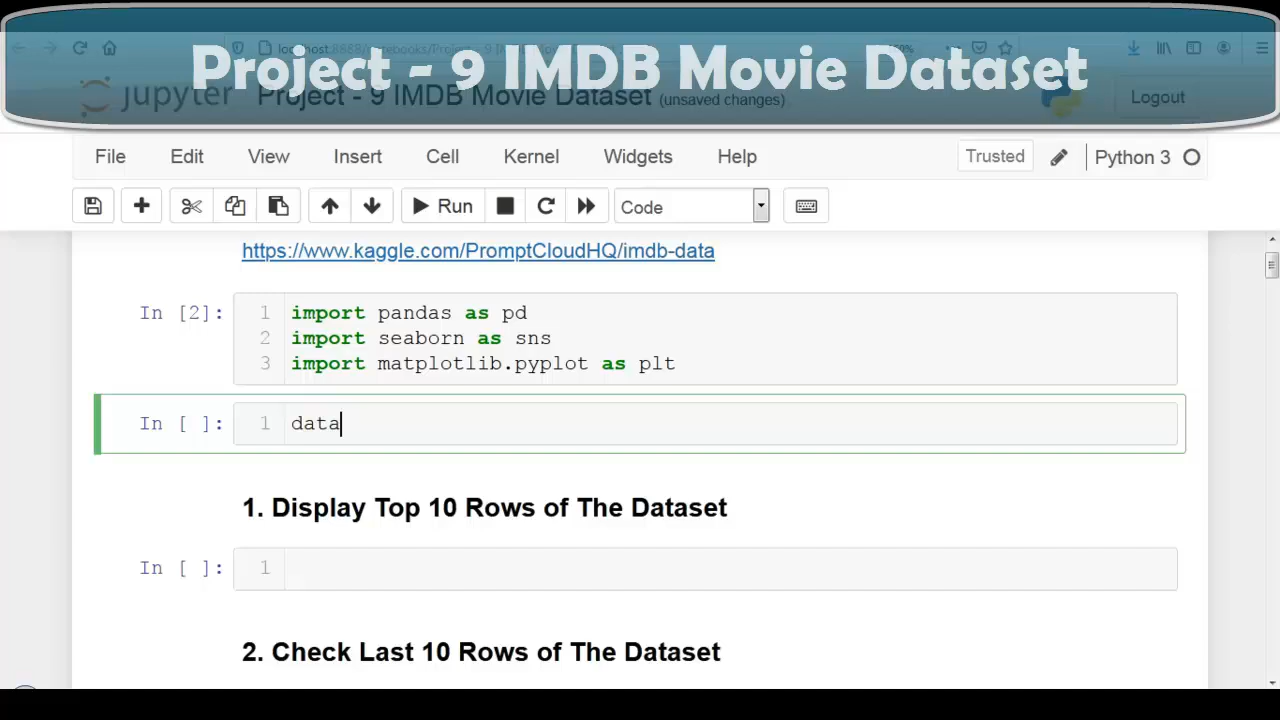 Project - 9 IMDB Movie Dataset
jupyter Project - 9 IMDB Movie Dataset (unsaved changes)
Logout
File Edit View Insert Cell Kernel Widgets Help
Trusted
Python 3
Run
Code
https://www.kaggle.com/PromptCloudHQ/imdb-data
In [2]:
1 import pandas as pd
2 import seaborn as sns
3 import matplotlib.pyplot as plt
In [ ]: 1 data
1. Display Top 10 Rows of The Dataset
In [ ]: 1
2. Check Last 10 Rows of The Dataset